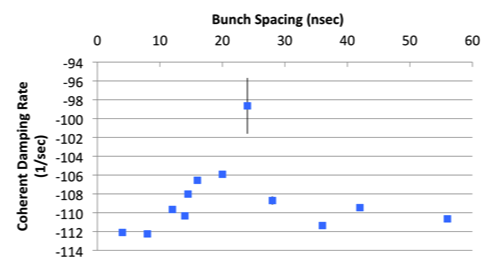 Bunch Spacing (nsec)
0 10 20 30 40 50 60
-94
-96
-98
-100
-102
-104
-106
-108
-110
-112
-114
Coherent Damping Rate
(1/sec)